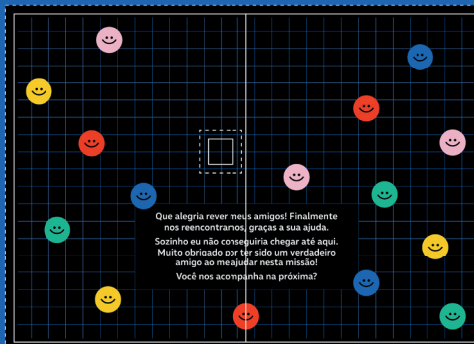 Que alegria rever meus amigos! Finalmente
nos reencontramos, graças a sua ajuda.
Sozinho eu não conseguiria chegar até aqui.
Muito obrigado por ter sido um verdadeiro
amigo ao me ajudar nesta missão!
Você nos acompanha na próxima?